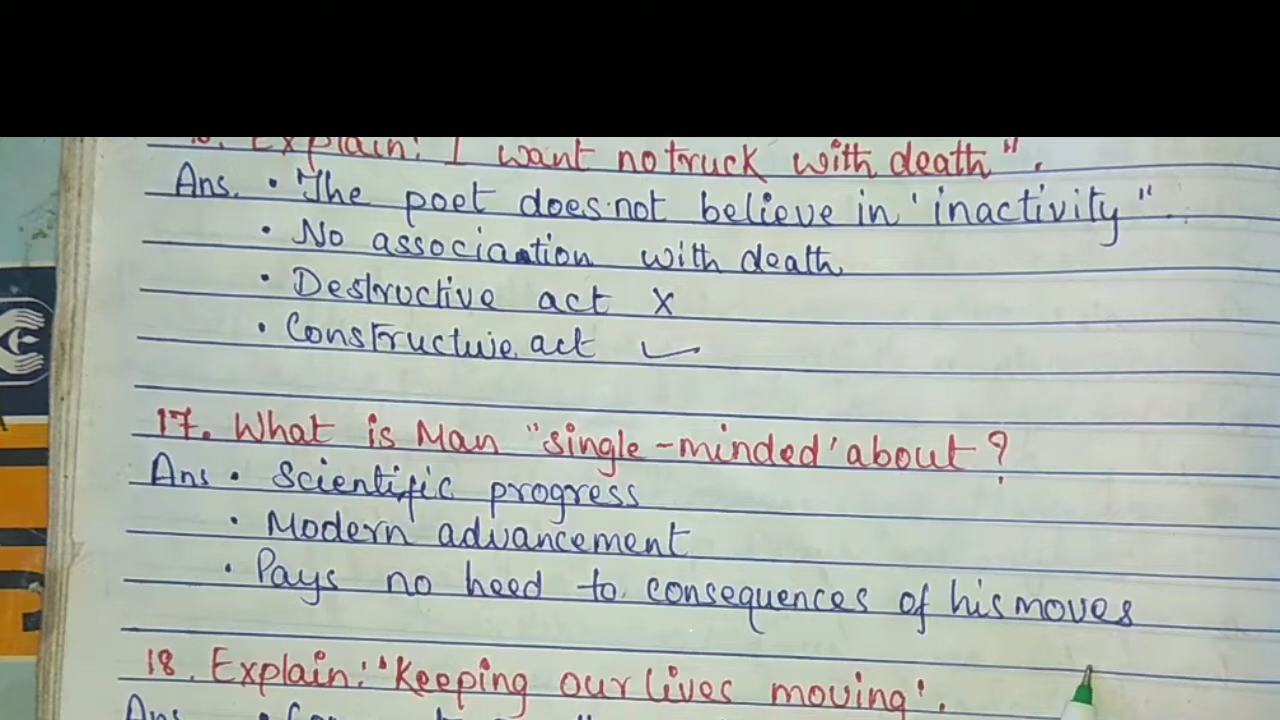 Explain: I want no truck with death".
Ans. • "The poet does not believe in 'inactivity"
• No association with death.
• Destructive act x
• Constructive act ✓
17. What is Man "single-minded' about?
Ans • Scientific progress
• Modern advancement
• Pays no heed to consequences of his moves
18. Explain: 'Keeping our lives moving'.
Ans